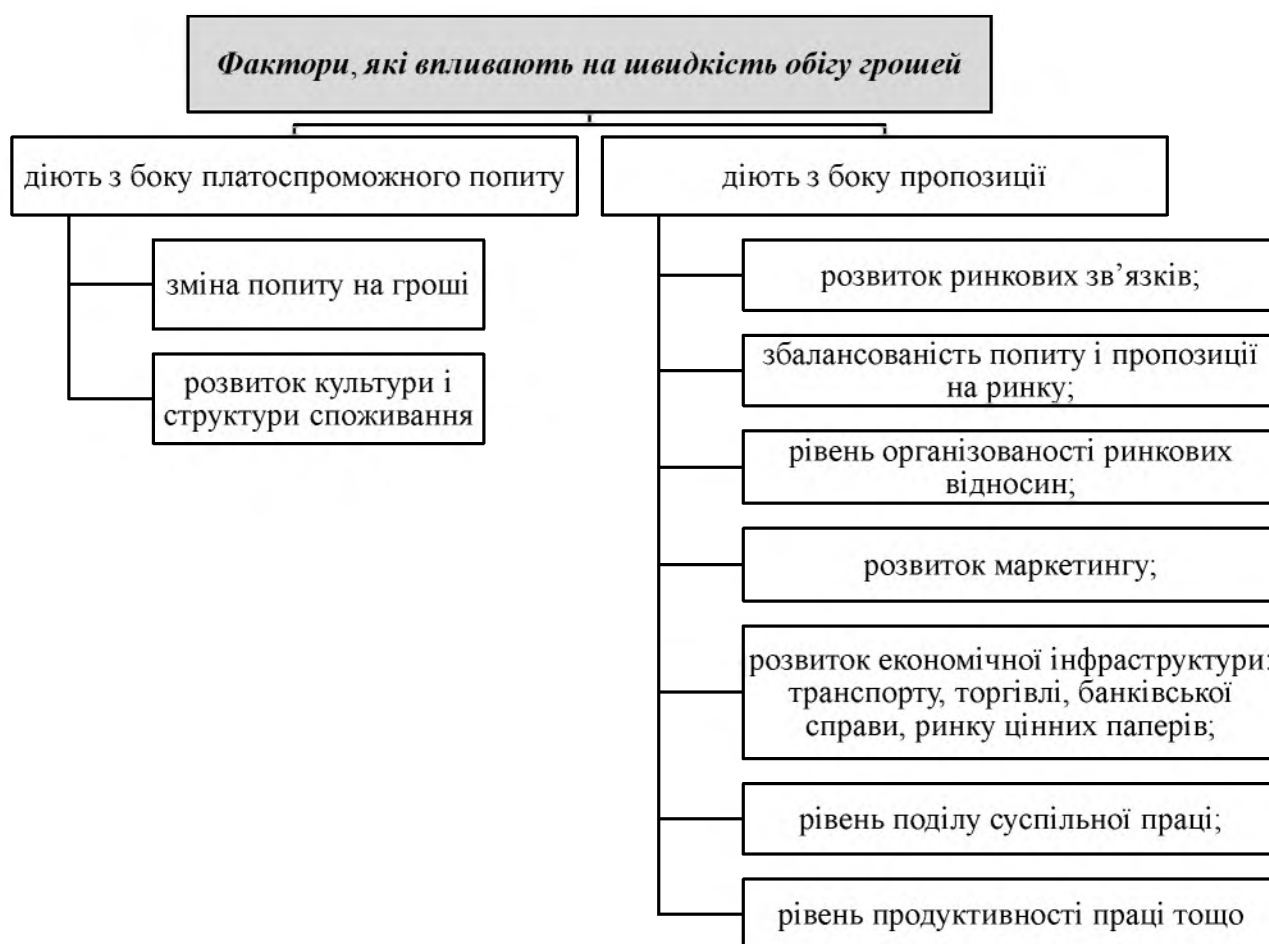 Фактори, які впливають на швидкість обігу грошей
діють з боку платоспроможного попиту
зміна попиту на гроші
розвиток культури і
структури споживання
діють з боку пропозиції
розвиток ринкових зв’язків;
збалансованість попиту і пропозиції
на ринку;
рівень організованості ринкових
відносин;
розвиток маркетингу;
розвиток економічної інфраструктури:
транспорту, торгівлі, банківської
справи, ринку цінних паперів;
рівень поділу суспільної праці;
рівень продуктивності праці тощо